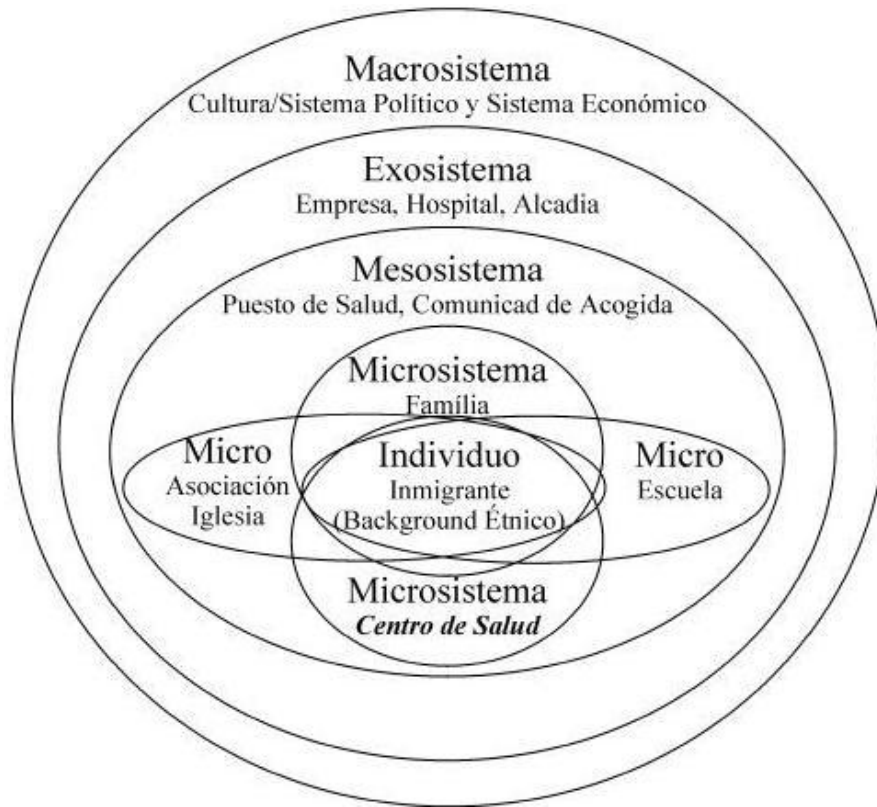 Macrosistema
Cultura/Sistema Político y Sistema Económico
Exosistema
Empresa, Hospital, Alcadia
Mesosistema
Puesto de Salud, Comunicad de Acogida
Microsistema
Família
Micro
Asociación
Iglesia
Individuo
Inmigrante
(Background Étnico)
Micro
Escuela
Microsistema
Centro de Salud